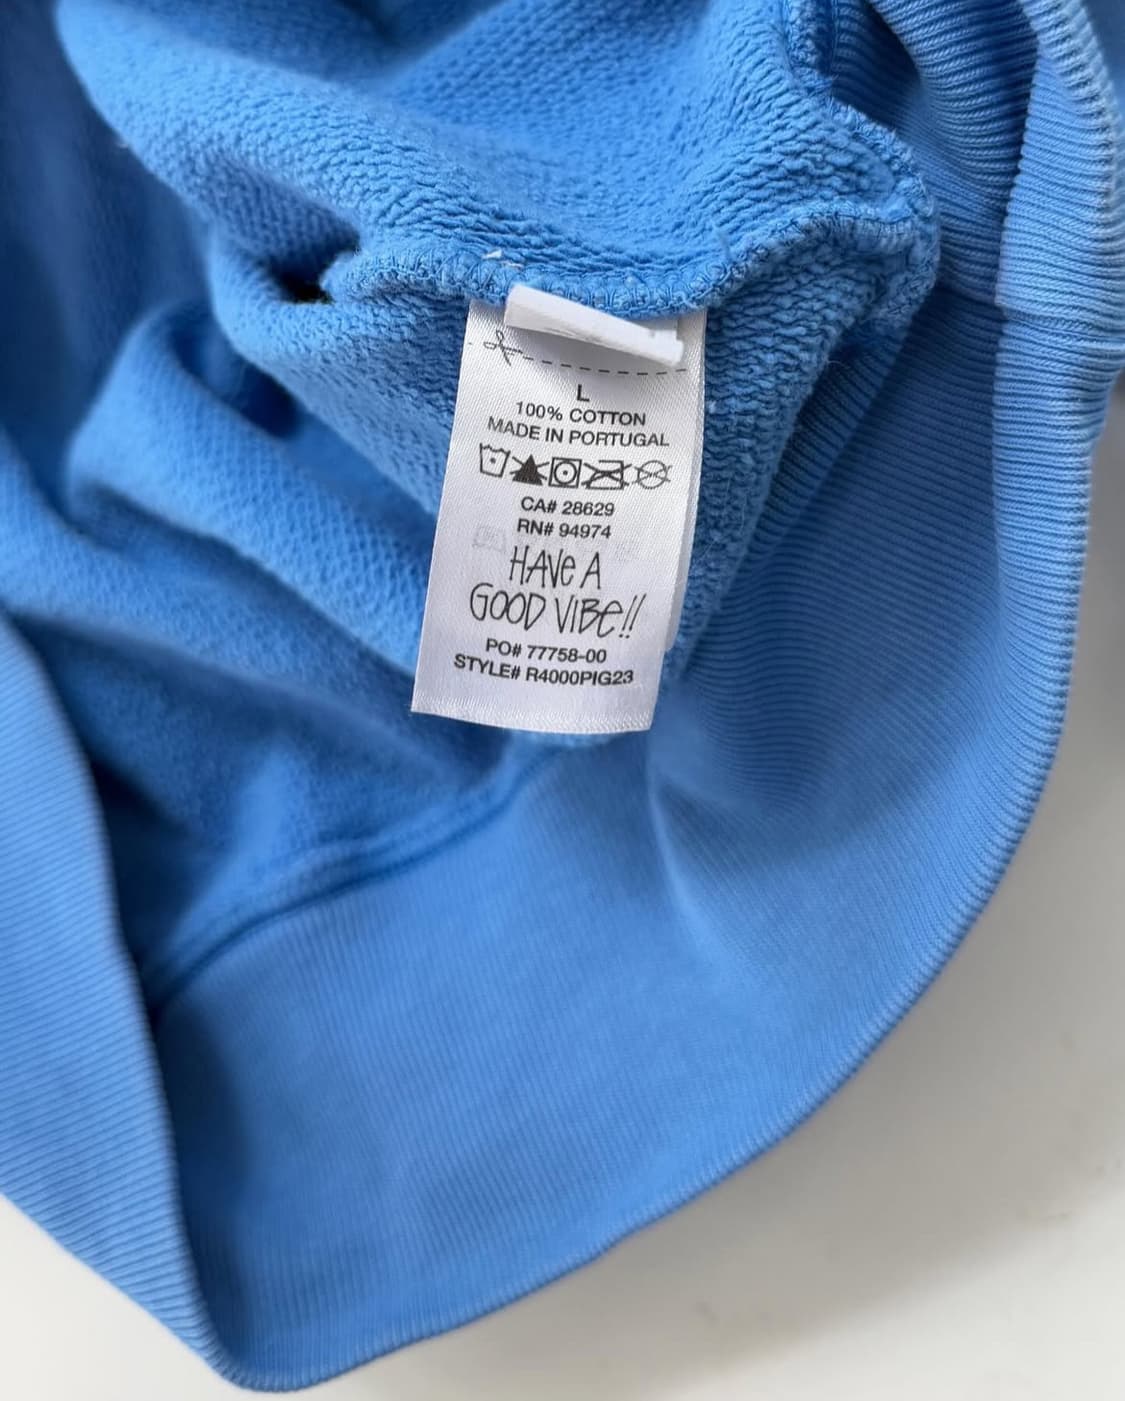 L
100% COTTON
MADE IN PORTUGAL
CA# 28629
RN# 94974
HAVe A
GOOD VIBe!!
PO# 77758-00
STYLE# R4000PIG23